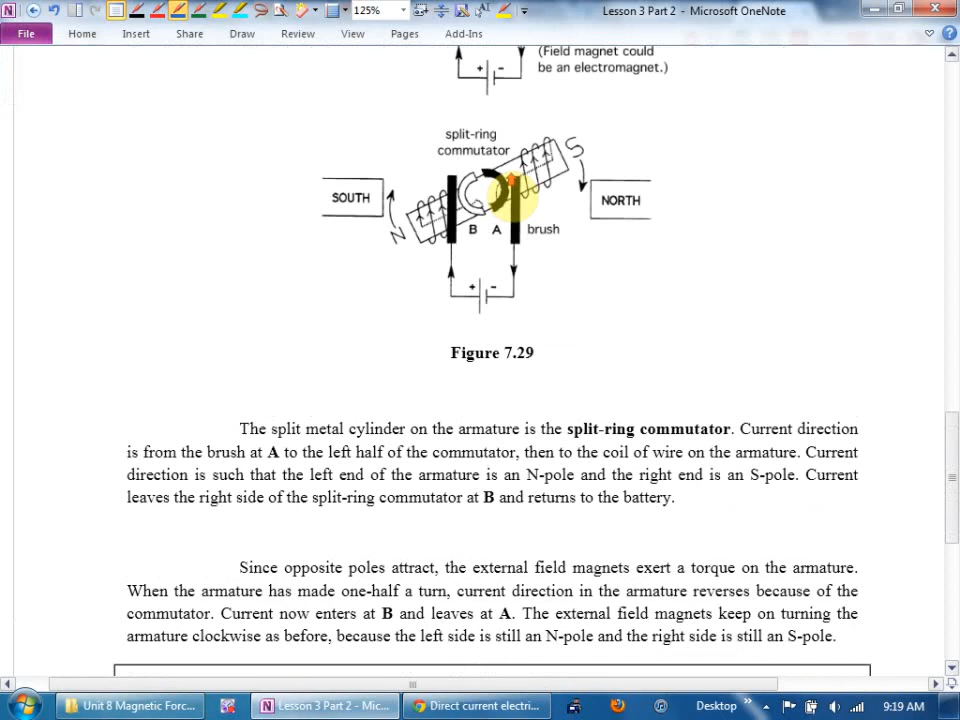 125%
Lesson 3 Part 2 - Microsoft OneNote
File Home Insert Share Draw Review View Pages Add-Ins
(Field magnet could
be an electromagnet.)
+ -
split-ring
commutator
S
SOUTH
NORTH
N
B A brush
+ -
Figure 7.29
The split metal cylinder on the armature is the split-ring commutator. Current direction
is from the brush at A to the left half of the commutator, then to the coil of wire on the armature. Current
direction is such that the left end of the armature is an N-pole and the right end is an S-pole. Current
leaves the right side of the split-ring commutator at B and returns to the battery.
Since opposite poles attract, the external field magnets exert a torque on the armature.
When the armature has made one-half a turn, current direction in the armature reverses because of the
commutator. Current now enters at B and leaves at A. The external field magnets keep on turning the
armature clockwise as before, because the left side is still an N-pole and the right side is still an S-pole.
Unit 8 Magnetic Forc... Lesson 3 Part 2 - Mic... Direct current electri... Desktop 9:19 AM